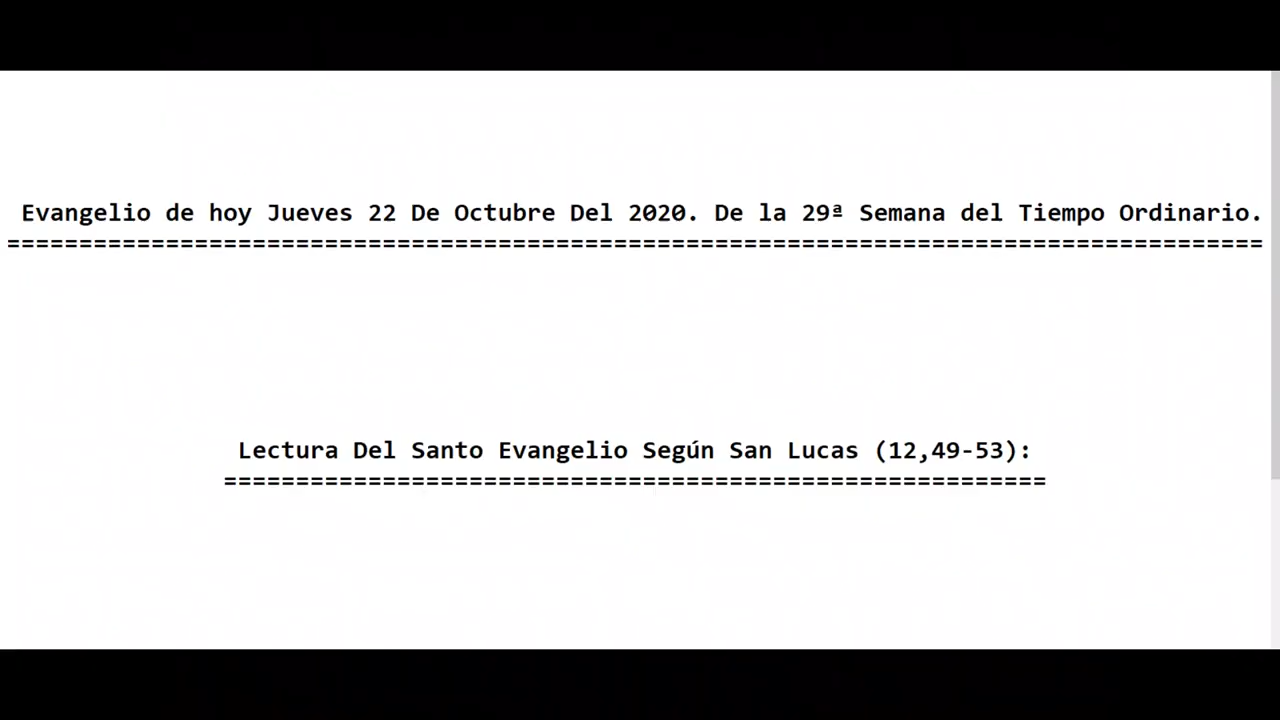 Evangelio de hoy Jueves 22 De Octubre Del 2020. De la 29ª Semana del Tiempo Ordinario.
=======================================================================================
Lectura Del Santo Evangelio Según San Lucas (12,49-53):
=========================================================